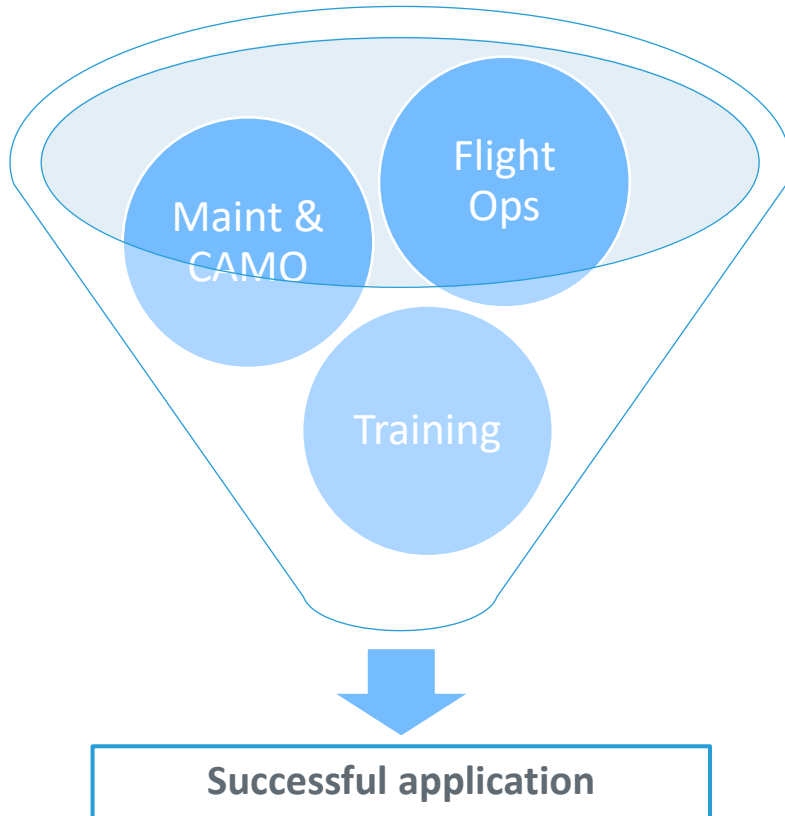 Flight
Ops
Maint &
CAMO
Training
Successful application